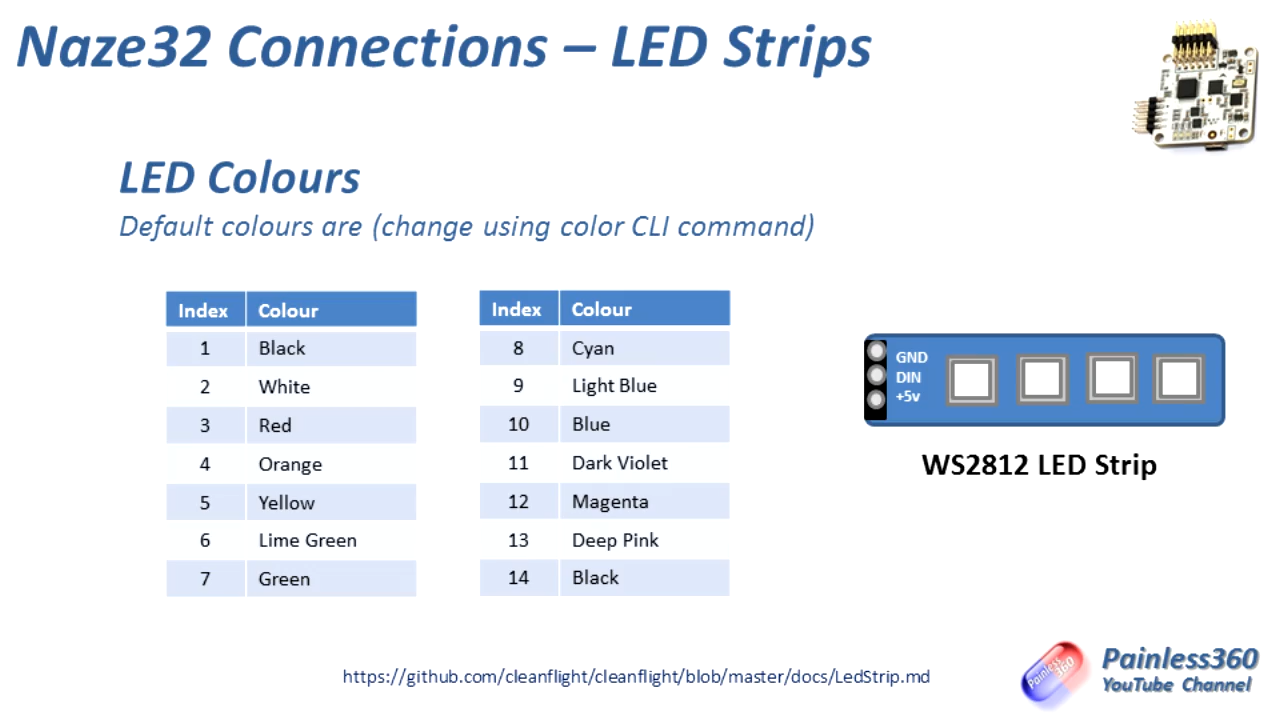 Naze32 Connections – LED Strips
LED Colours
Default colours are (change using color CLI command)
Index Colour
1 Black
2 White
3 Red
4 Orange
5 Yellow
6 Lime Green
7 Green
Index Colour
8 Cyan
9 Light Blue
10 Blue
11 Dark Violet
12 Magenta
13 Deep Pink
14 Black
GND
DIN
+5v
WS2812 LED Strip
https://github.com/cleanflight/cleanflight/blob/master/docs/LedStrip.md
Painless
360
Painless360
YouTube Channel